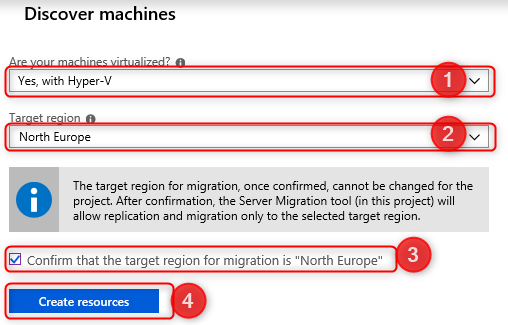 Discover machines
Are your machines virtualized?
Yes, with Hyper-V
1
Target region
North Europe
2
The target region for migration, once confirmed, cannot be changed for the
project. After confirmation, the Server Migration tool (in this project) will
allow replication and migration only to the selected target region.
Confirm that the target region for migration is "North Europe"
3
Create resources
4